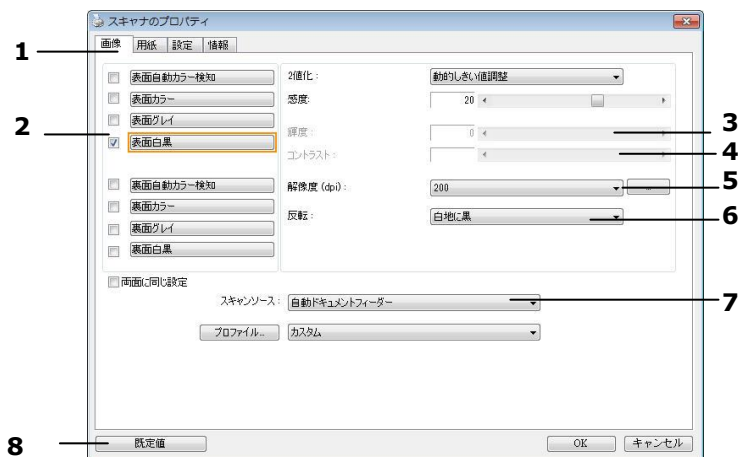 スキャナのプロパティ
画像 用紙 設定 情報
1
表面自動カラー検知
2値化：
動的しきい値調整
表面カラー
感度:
20
表面グレイ
2
表面白黒
輝度：
0
3
コントラスト：
4
裏面自動カラー検知
解像度 (dpi)：
200
...
5
裏面カラー
反転：
白地に黒
6
裏面グレイ
裏面白黒
両面に同じ設定
スキャンソース：
自動ドキュメントフィーダー
7
プロファイル...
カスタム
8
既定値
OK
キャンセル